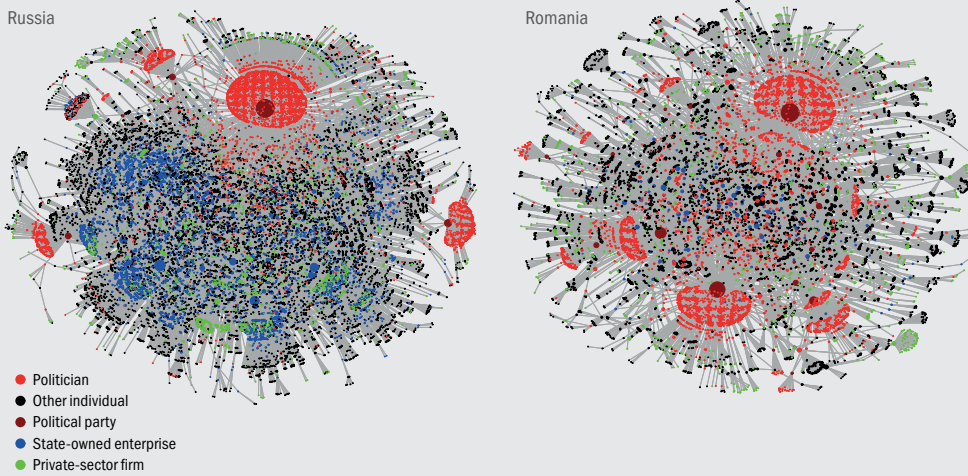 Russia
Romania
Politician
Other individual
Political party
State-owned enterprise
Private-sector firm